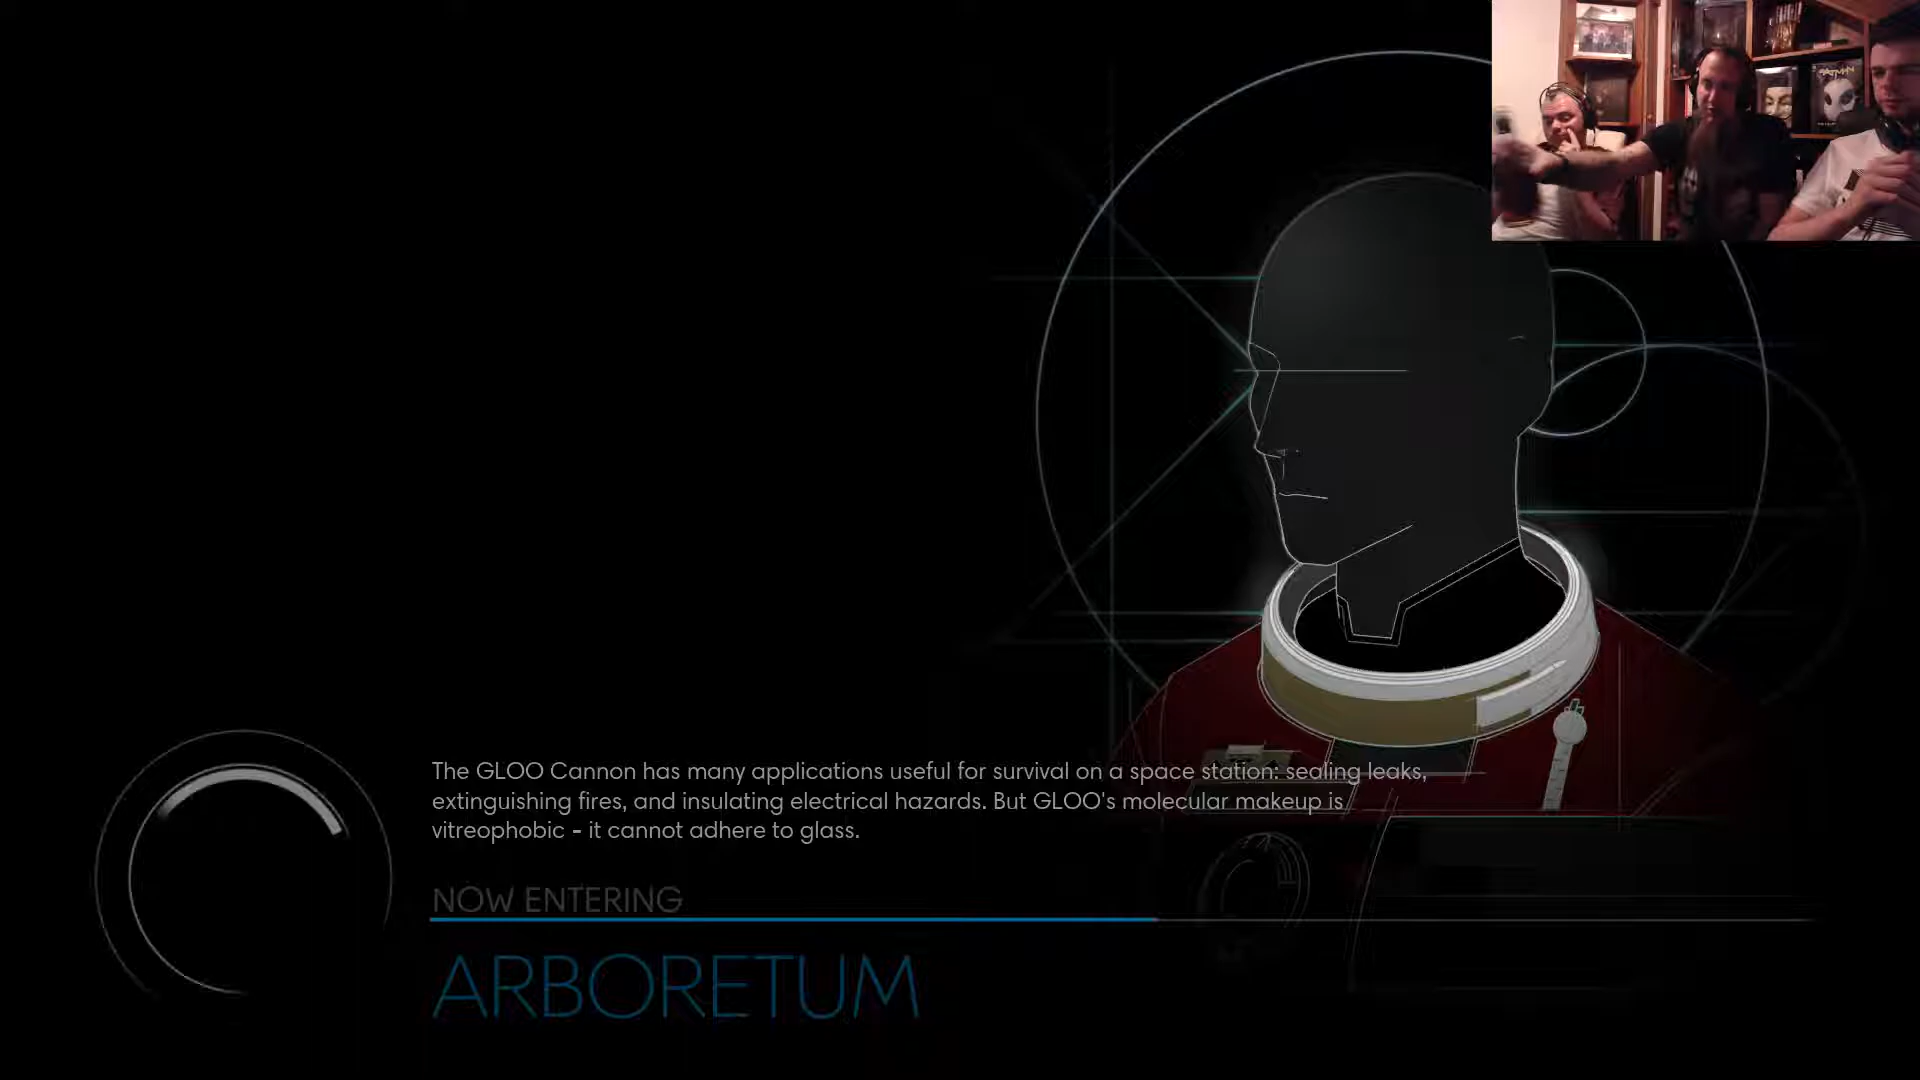 BATMAN
The GLOO Cannon has many applications useful for survival on a space station: sealing leaks,
extinguishing fires, and insulating electrical hazards. But GLOO's molecular makeup is
vitreophobic - it cannot adhere to glass.
NOW ENTERING
ARBORETUM